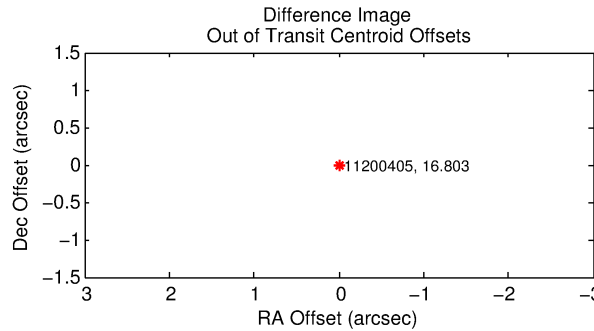 Difference Image
Out of Transit Centroid Offsets
1.5
1
0.5
0
−0.5
−1
−1.5
Dec Offset (arcsec)
11200405, 16.803
3 2 1 0 −1 −2 −3
RA Offset (arcsec)